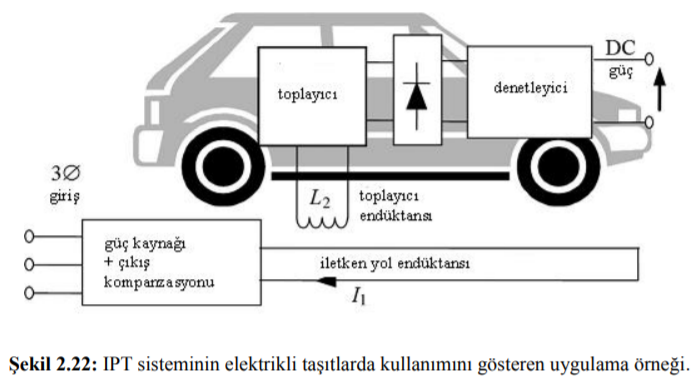 DC
güç
toplayıcı
denetleyici
3Ø
giriş
L2
toplayıcı
endüktansı
güç kaynağı
+ çıkış
kompanzasyonu
iletken yol endüktansı
I1
Şekil 2.22: IPT sisteminin elektrikli taşıtlarda kullanımını gösteren uygulama örneği.